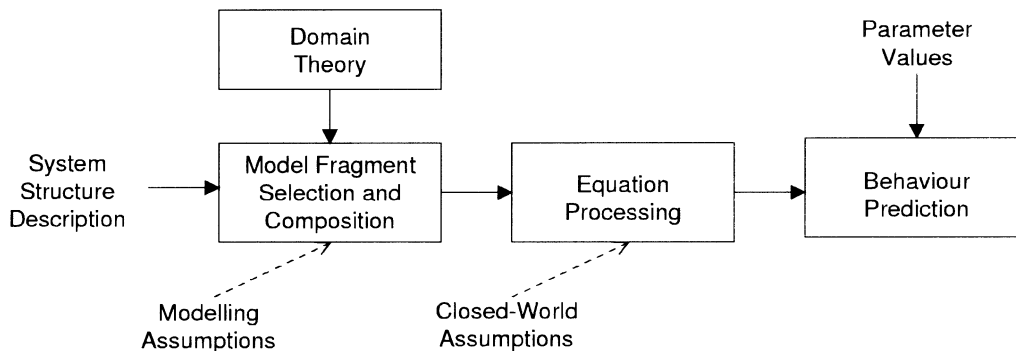 Domain
Theory
Parameter
Values
System
Structure
Description
Model Fragment
Selection and
Composition
Equation
Processing
Behaviour
Prediction
Modelling
Assumptions
Closed-World
Assumptions